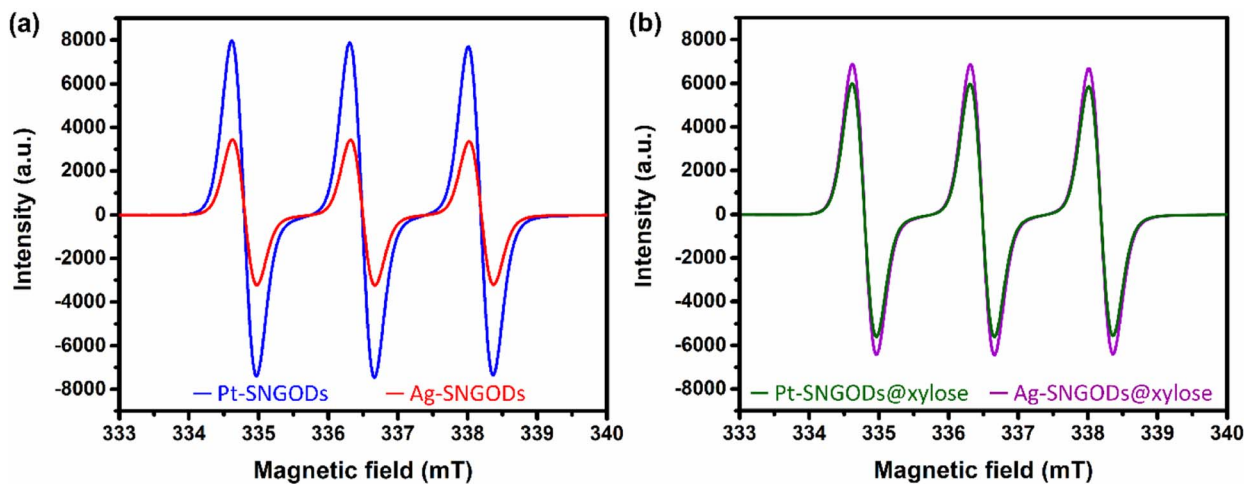 (a)
Intensity (a.u.)
8000
6000
4000
2000
0
-2000
-4000
-6000
-8000
Pt-SNGODs
Ag-SNGODs
333 334 335 336 337 338 339 340
Magnetic field (mT)
(b)
Intensity (a.u.)
8000
6000
4000
2000
0
-2000
-4000
-6000
-8000
Pt-SNGODs@xylose
Ag-SNGODs@xylose
333 334 335 336 337 338 339 340
Magnetic field (mT)